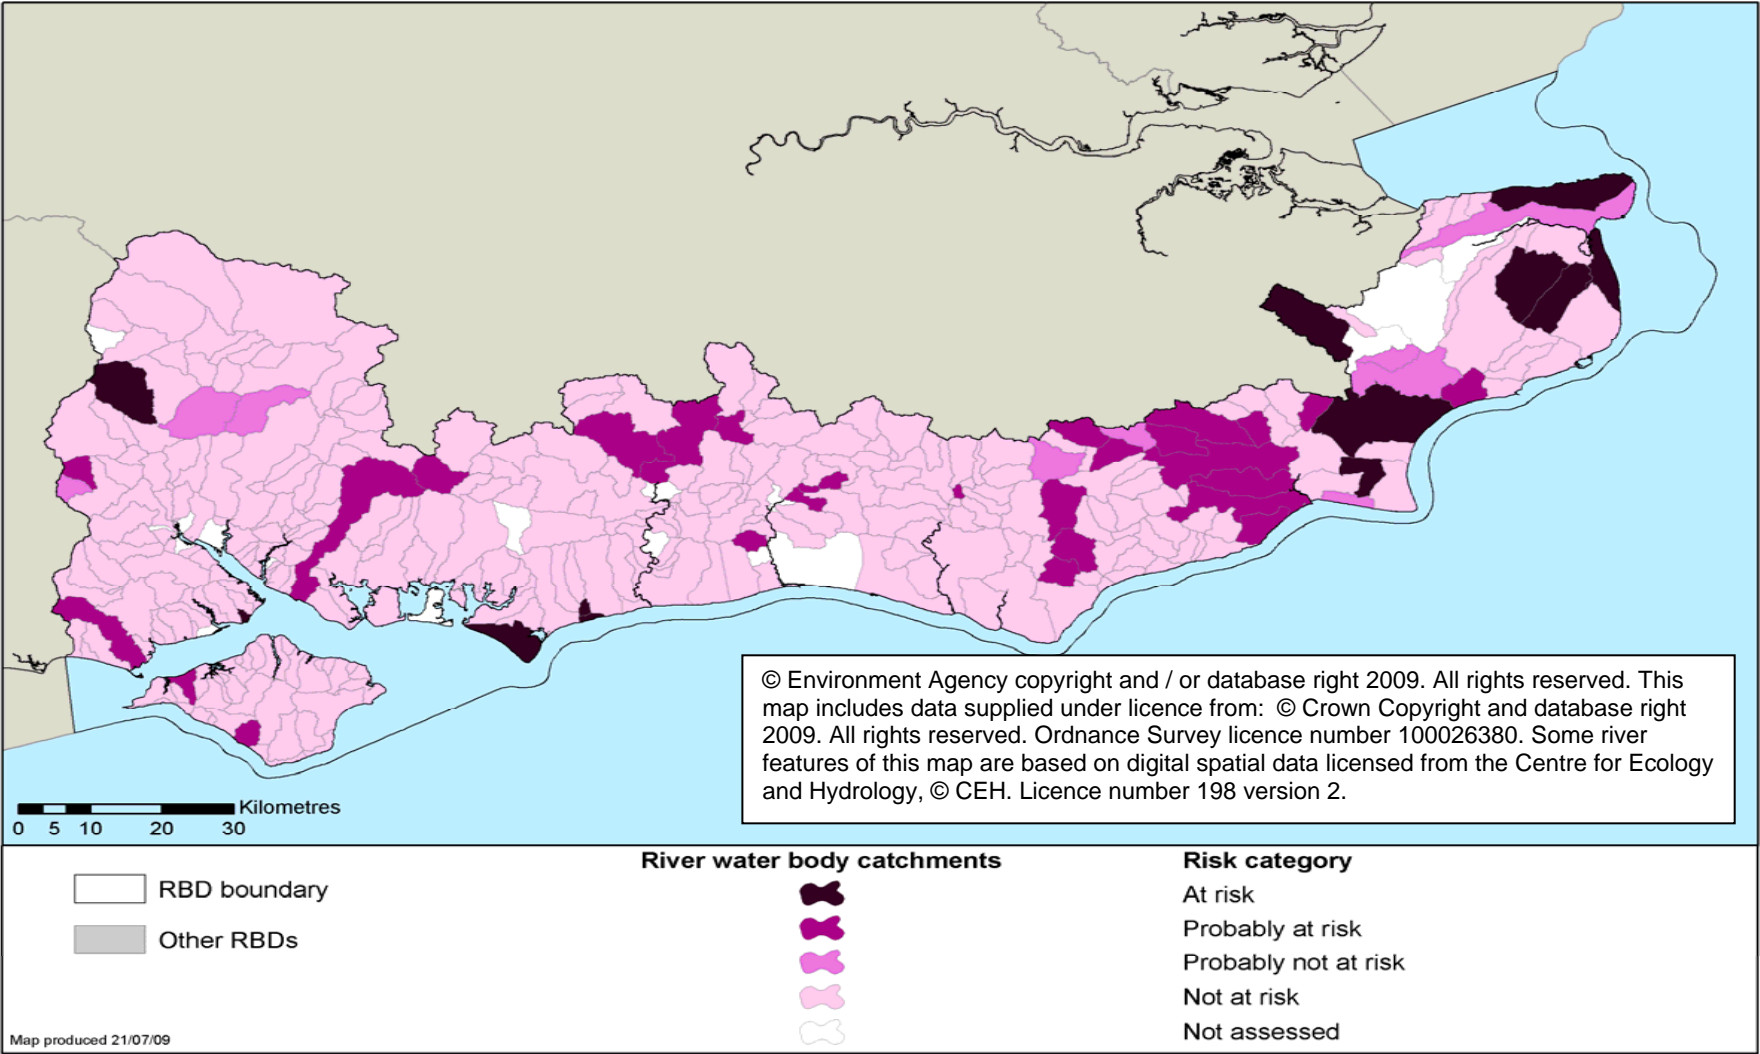 © Environment Agency copyright and / or database right 2009. All rights reserved. This
map includes data supplied under licence from:  © Crown Copyright and database right
2009. All rights reserved. Ordnance Survey licence number 100026380. Some river
features of this map are based on digital spatial data licensed from the Centre for Ecology
and Hydrology, © CEH. Licence number 198 version 2.
Kilometres
0 5 10 20 30
RBD boundary
Other RBDs
River water body catchments
Risk category
At risk
Probably at risk
Probably not at risk
Not at risk
Not assessed
Map produced 21/07/09